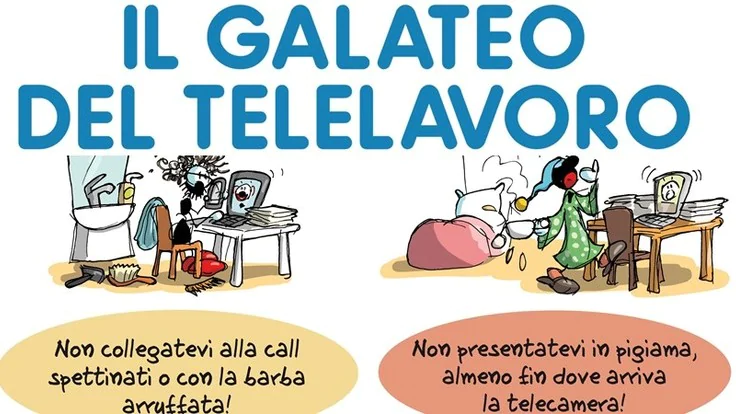 IL GALATEO
DEL TELELAVORO
Non collegatevi alla call
spettinati o con la barba
arruffata!
Non presentatevi in pigiama,
almeno fin dove arriva
la telecamera!